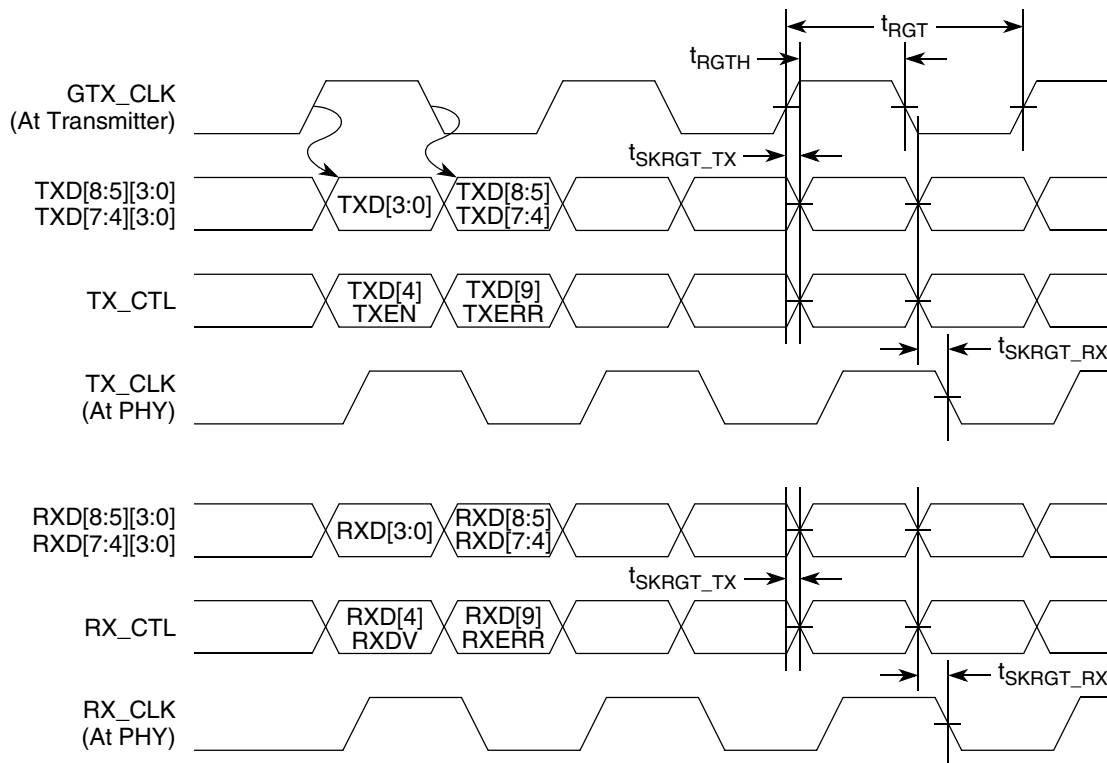 tRGT
tRGTH
GTX_CLK
(At Transmitter)
tSKRGT_TX
TXD[8:5][3:0]
TXD[7:4][3:0]
TXD[3:0]
TXD[8:5]
TXD[7:4]
TX_CTL
TXD[4]
TXEN
TXD[9]
TXERR
tSKRGT_RX
TX_CLK
(At PHY)
RXD[8:5][3:0]
RXD[7:4][3:0]
RXD[3:0]
RXD[8:5]
RXD[7:4]
tSKRGT_TX
RX_CTL
RXD[4]
RXDV
RXD[9]
RXERR
tSKRGT_RX
RX_CLK
(At PHY)